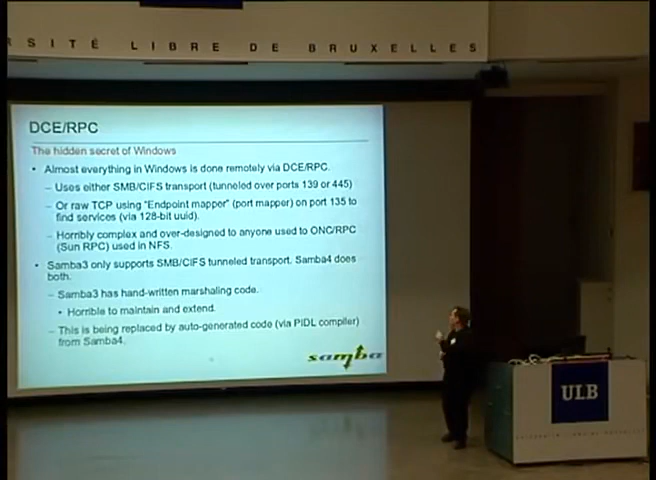 RSITÉ LIBRE DE BRUXELLES
DCE/RPC
The hidden secret of Windows
• Almost everything in Windows is done remotely via DCE/RPC.
– Uses either SMB/CIFS transport (tunneled over ports 139 or 445)
– Or raw TCP using "Endpoint mapper" (port mapper) on port 135 to
find services (via 128-bit uuid).
– Horribly complex and over-designed to anyone used to ONC/RPC
(Sun RPC) used in NFS.
• Samba3 only supports SMB/CIFS tunneled transport. Samba4 does
both.
– Samba3 has hand-written marshaling code.
• Horrible to maintain and extend.
– This is being replaced by auto-generated code (via PIDL compiler)
from Samba4.
samba
ULB